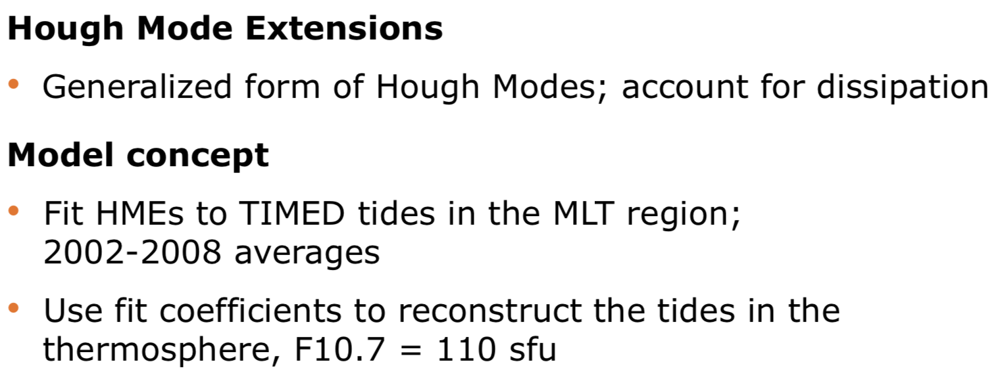 Hough Mode Extensions
• Generalized form of Hough Modes; account for dissipation
Model concept
• Fit HMEs to TIMED tides in the MLT region;
2002-2008 averages
• Use fit coefficients to reconstruct the tides in the
thermosphere, F10.7 = 110 sfu